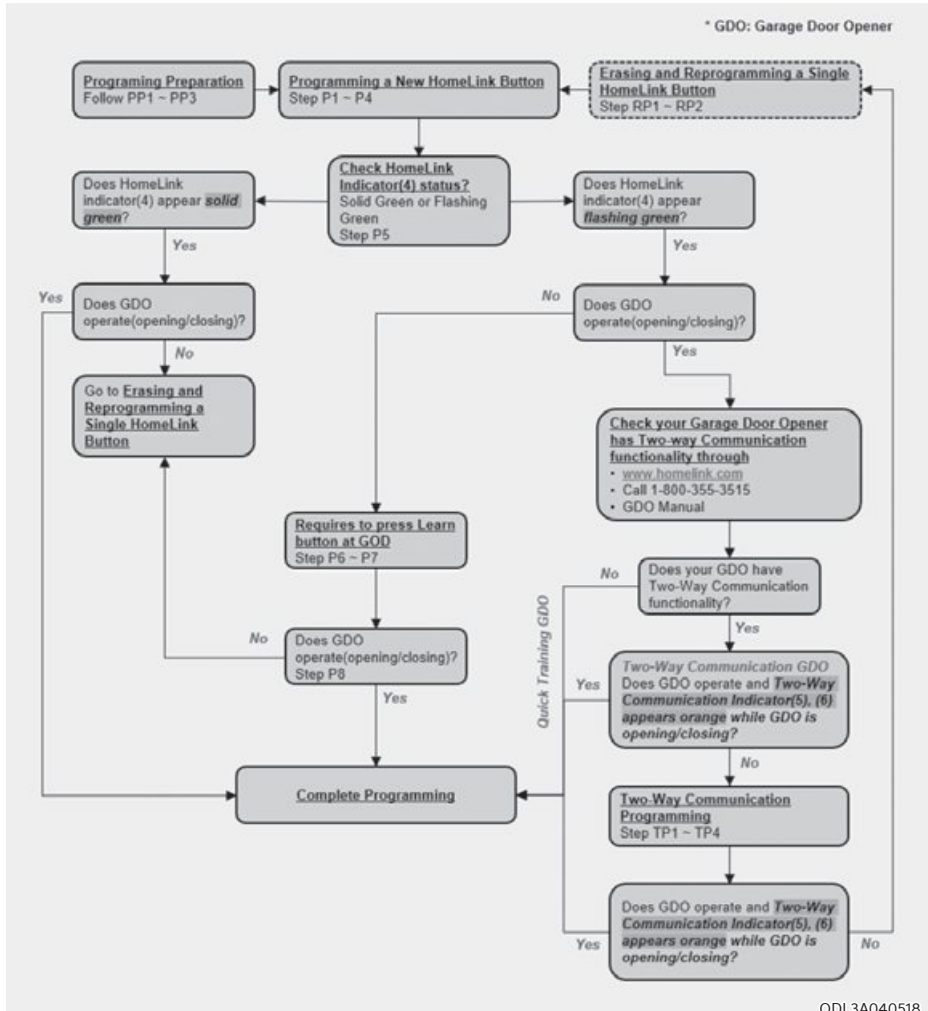 * GDO: Garage Door Opener
Programing Preparation
Follow PP1 ~ PP3
Programming a New HomeLink Button
Step P1 ~ P4
Erasing and Reprogramming a Single
HomeLink Button
Step RP1 ~ RP2
Check HomeLink
Indicator(4) status?
Solid Green or Flashing
Green
Step P5
Does HomeLink
indicator(4) appear solid
green?
Does HomeLink
indicator(4) appear
flashing green?
Yes
Yes
Yes
Does GDO
operate(opening/closing)?
No
Does GDO
operate(opening/closing)?
No
Yes
Go to Erasing and
Reprogramming a
Single HomeLink
Button
Check your Garage Door Opener
has Two-way Communication
functionality through
• www.homelink.com
• Call 1-800-355-3515
• GDO Manual
Requires to press Learn
button at GOD
Step P6 ~ P7
No
Does your GDO have
Two-Way Communication
functionality?
Yes
Quick Training GDO
No
Does GDO
operate(opening/closing)?
Step P8
Yes
Yes
Two-Way Communication GDO
Does GDO operate and Two-Way
Communication Indicator(5), (6)
appears orange while GDO is
opening/closing?
No
Complete Programming
Two-Way Communication
Programming
Step TP1 ~ TP4
Does GDO operate and Two-Way
Communication Indicator(5), (6)
appears orange while GDO is
opening/closing?
Yes
No
ODL3A040518